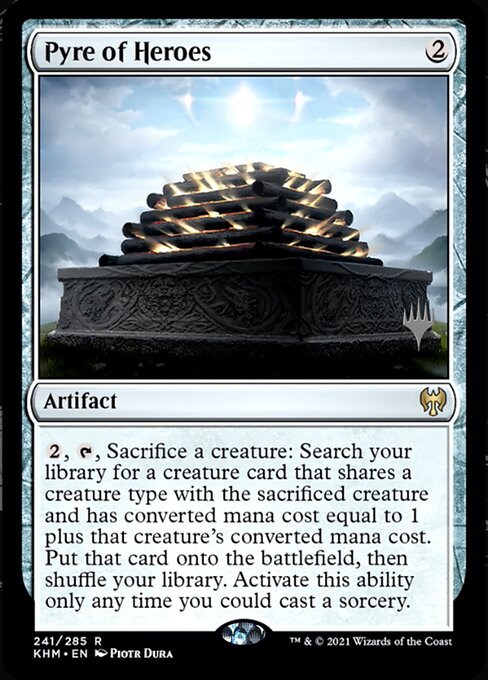 Pyre of Heroes 2
Artifact
2, , Sacrifice a creature: Search your
library for a creature card that shares a
creature type with the sacrificed creature
and has converted mana cost equal to 1
plus that creature's converted mana cost.
Put that card onto the battlefield, then
shuffle your library. Activate this ability
only any time you could cast a sorcery.
241/285 R
™ & © 2021 Wizards of the Coast
KHM • EN Piotr Dura